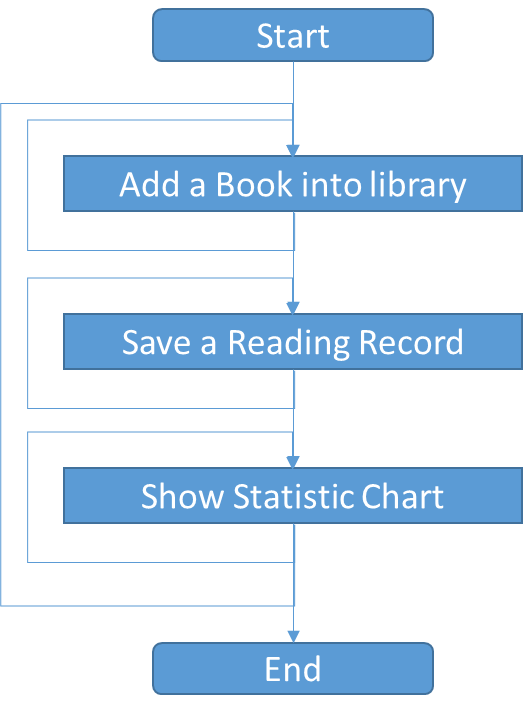 Start
Add a Book into library
Save a Reading Record
Show Statistic Chart
End